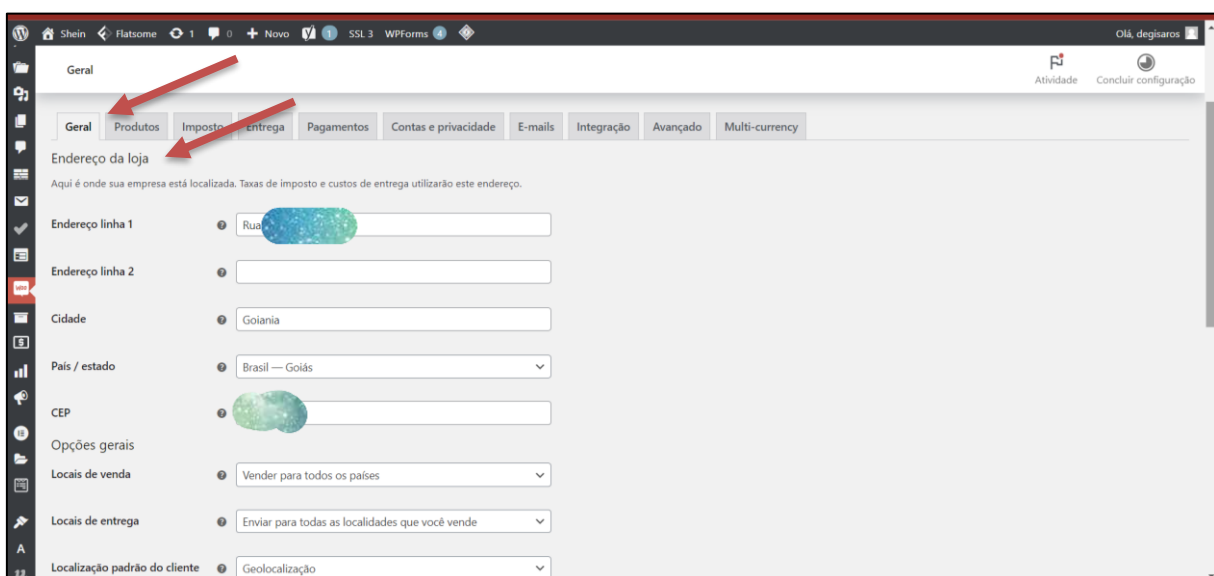 Shein Flatsome 1 0 + Novo 1 SSL 3 WPForms 4 Olá, degisaros
Geral Atividade Concluir configuração
Geral Produtos Imposto Entrega Pagamentos Contas e privacidade E-mails Integração Avançado Multi-currency
Endereço da loja
Aqui é onde sua empresa está localizada. Taxas de imposto e custos de entrega utilizarão este endereço.
Endereço linha 1 Rua
Endereço linha 2
Cidade Goiania
País / estado Brasil — Goiás
CEP
Opções gerais
Locais de venda Vender para todos os países
Locais de entrega Enviar para todas as localidades que você vende
Localização padrão do cliente Geolocalização